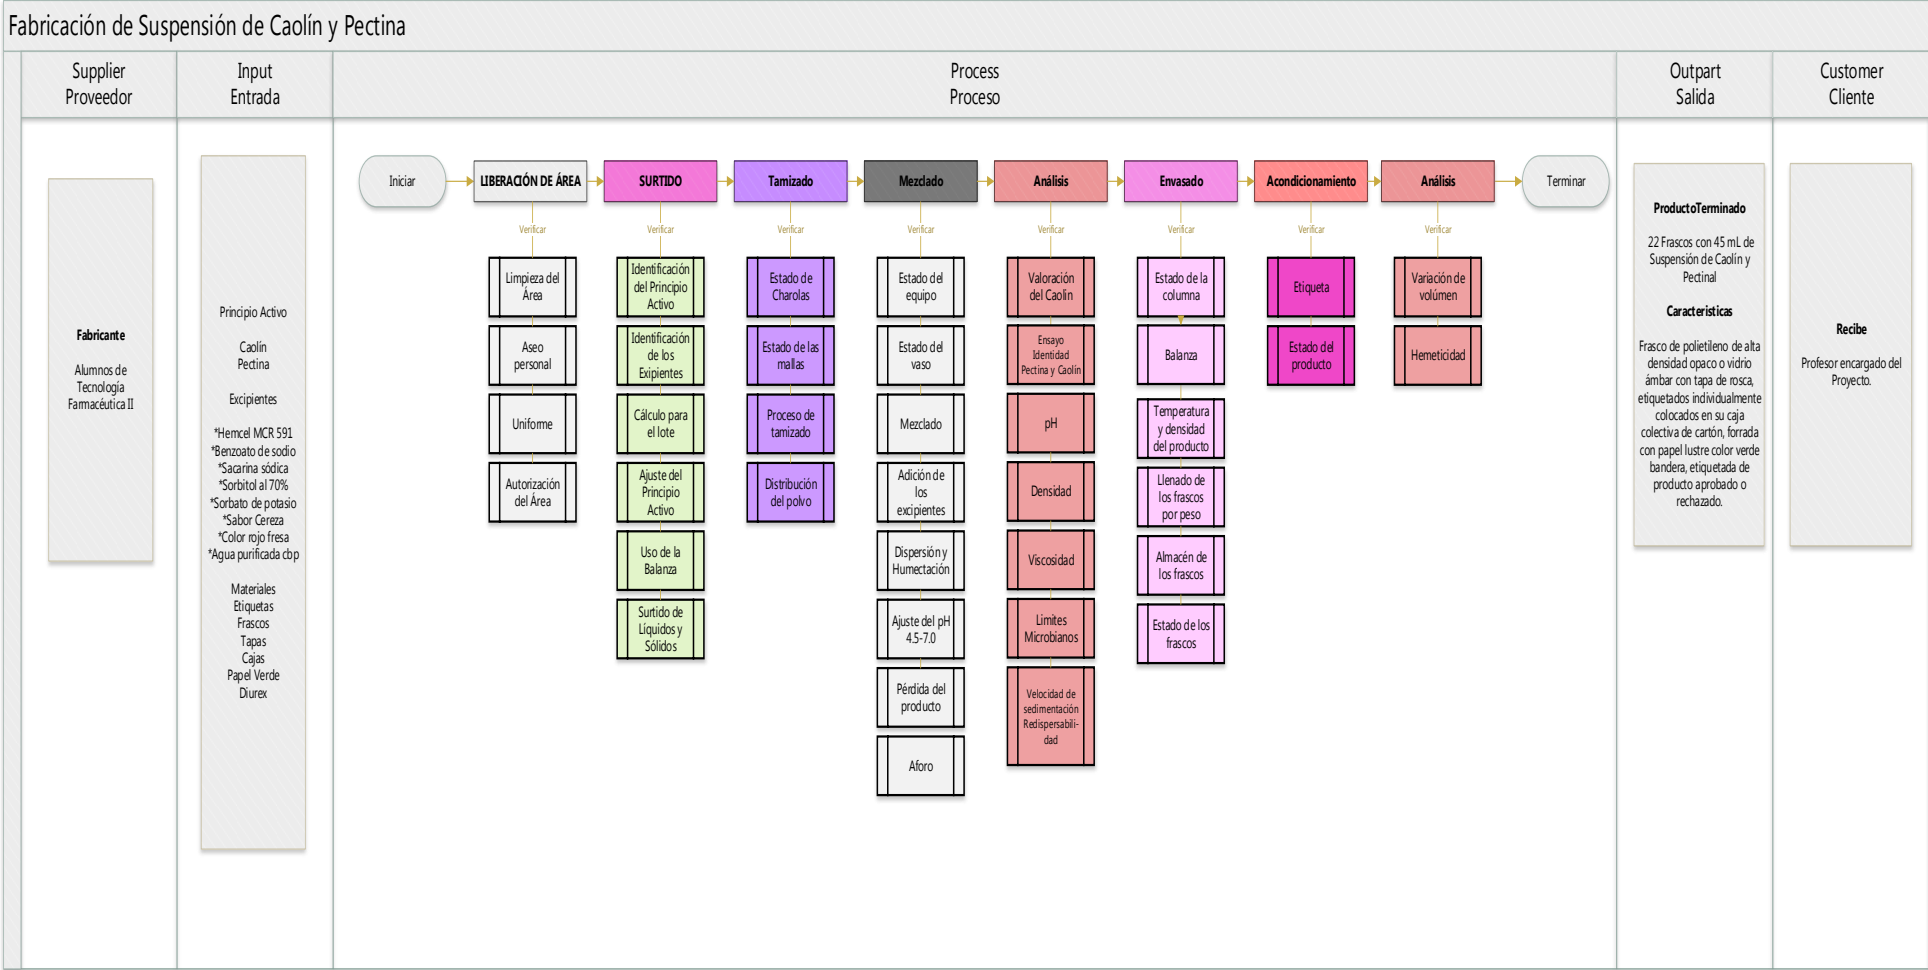 Fabricación de Suspensión de Caolín y Pectina
Supplier
Proveedor
Input
Entrada
Process
Proceso
Outpart
Salida
Customer
Cliente
Fabricante
Alumnos de
Tecnología
Farmacéutica II
Principio Activo
Caolín
Pectina
Excipientes
*Hemcel MCR 591
*Benzoato de sodio
*Sacarina sódica
*Sorbitol al 70%
*Sorbato de potasio
*Sabor Cereza
*Color rojo fresa
*Agua purificada cbp
Materiales
Etiquetas
Frascos
Tapas
Cajas
Papel Verde
Diurex
Iniciar
LIBERACIÓN DE ÁREA
SURTIDO
Tamizado
Mezclado
Análisis
Envasado
Acondicionamiento
Análisis
Terminar
Verificar
Verificar
Verificar
Verificar
Verificar
Verificar
Verificar
Verificar
Limpieza del
Área
Aseo
personal
Uniforme
Autorización
del Área
Identificación
del Principio
Activo
Identificación
de los
Exipientes
Cálculo para
el lote
Ajuste del
Principio
Activo
Uso de la
Balanza
Surtido de
Líquidos y
Sólidos
Estado de
Charolas
Estado de las
mallas
Proceso de
tamizado
Distribución
del polvo
Estado del
equipo
Estado del
vaso
Mezclado
Adición de
los
excipientes
Dispersión y
Humectación
Ajuste del pH
4.5-7.0
Pérdida del
producto
Aforo
Valoración
del Caolin
Ensayo
Identidad
Pectina y Caolín
pH
Densidad
Viscosidad
Limites
Microbianos
Velocidad de
sedimentación
Redispersabili-
dad
Estado de la
columna
Balanza
Temperatura
y densidad
del producto
Llenado de
los frascos
por peso
Almacén de
los frascos
Estado de los
frascos
Etiqueta
Estado del
producto
Variación de
volúmen
Hemeticidad
ProductoTerminado
22 Frascos con 45 mL de
Suspensión de Caolín y
Pectinal
Caracteristicas
Frasco de polietileno de alta
densidad opaco o vidrio
ámbar con tapa de rosca,
etiquetados individualmente
colocados en su caja
colectiva de cartón, forrada
con papel lustre color verde
bandera, etiquetada de
producto aprobado o
rechazado.
Recibe
Profesor encargado del
Proyecto.